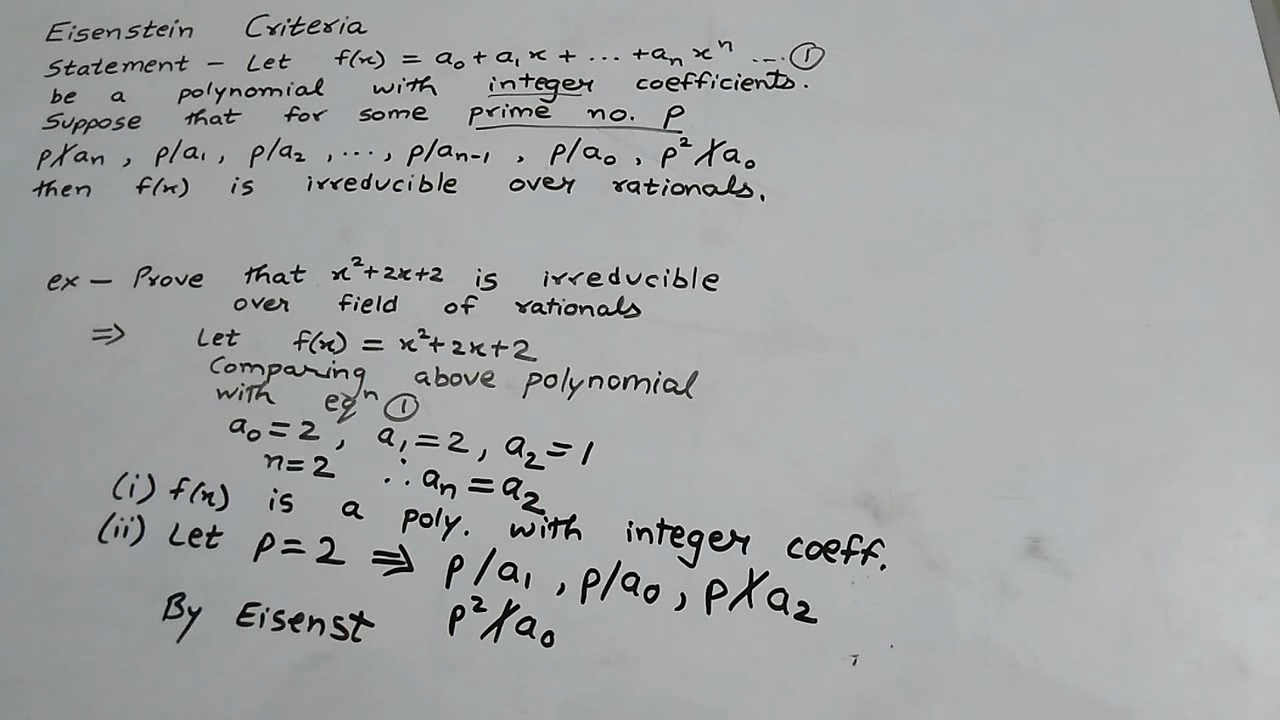 Eisenstein Criteria
Statement - Let f(x) = a₀ + a₁x + ... + aₙxⁿ ... ①
be a polynomial with integer coefficients.
Suppose that for some prime no. p
p∤aₙ, p/a₁, p/a₂, ..., p/aₙ₋₁, p/a₀, p²∤a₀
then f(x) is irreducible over rationals.
ex - Prove that x²+2x+2 is irreducible
over field of rationals
⇒ Let f(x) = x²+2x+2
Comparing above polynomial
with eqⁿ ①
a₀=2, a₁=2, a₂=1
n=2 ∴ aₙ=a₂
(i) f(x) is a poly. with integer coeff.
(ii) Let p=2 ⇒ p/a₁, p/a₀, p∤a₂
By Eisenst p²∤a₀